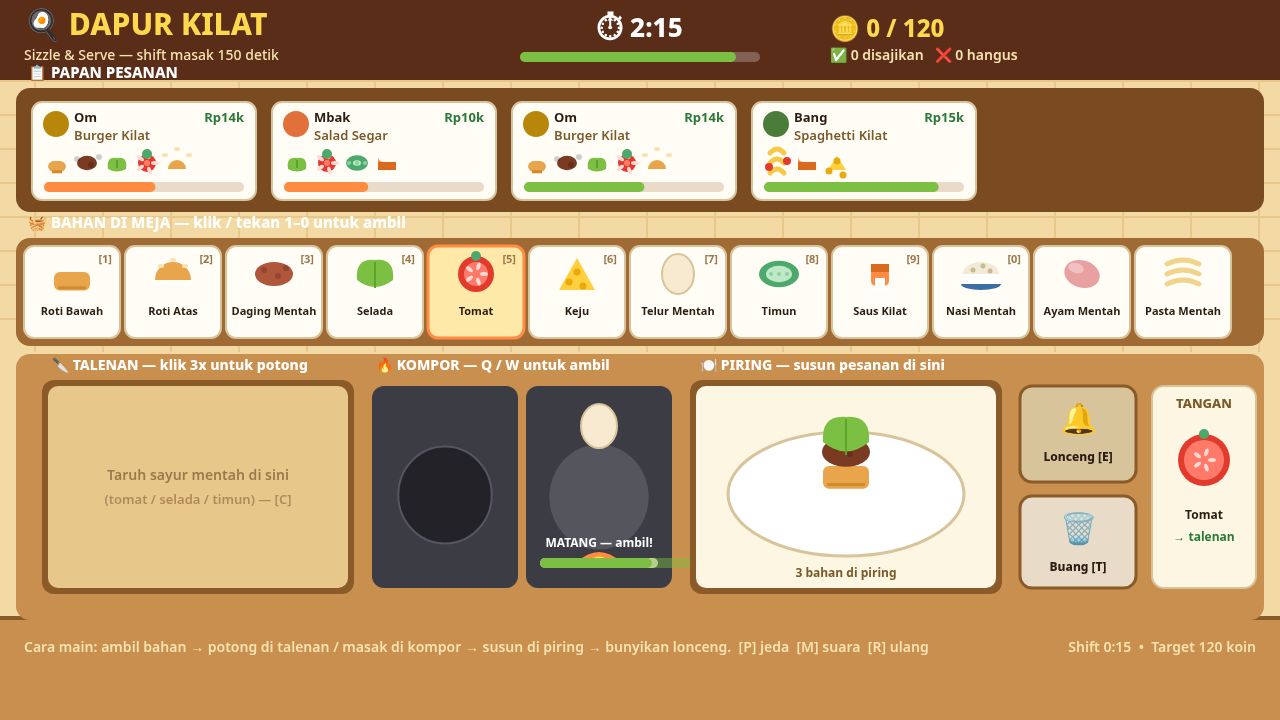 🍳 DAPUR KILAT
Sizzle & Serve — shift masak 150 detik
⏱ 2:15
🪙 0 / 120
✅ 0 disajikan ❌ 0 hangus
📋 PAPAN PESANAN
Om Rp14k
Burger Kilat
Mbak Rp10k
Salad Segar
Om Rp14k
Burger Kilat
Bang Rp15k
Spaghetti Kilat
🧺 BAHAN DI MEJA — klik / tekan 1–0 untuk ambil
[1]
Roti Bawah
[2]
Roti Atas
[3]
Daging Mentah
[4]
Selada
[5]
Tomat
[6]
Keju
[7]
Telur Mentah
[8]
Timun
[9]
Saus Kilat
[0]
Nasi Mentah
Ayam Mentah
Pasta Mentah
🔪 TALENAN — klik 3x untuk potong
Taruh sayur mentah di sini
(tomat / selada / timun) — [C]
🔥 KOMPOR — Q / W untuk ambil
MATANG — ambil!
🍽️ PIRING — susun pesanan di sini
3 bahan di piring
🔔
Lonceng [E]
🗑️
Buang [T]
TANGAN
Tomat
→ talenan
Cara main: ambil bahan → potong di talenan / masak di kompor → susun di piring → bunyikan lonceng. [P] jeda [M] suara [R] ulang
Shift 0:15 • Target 120 koin